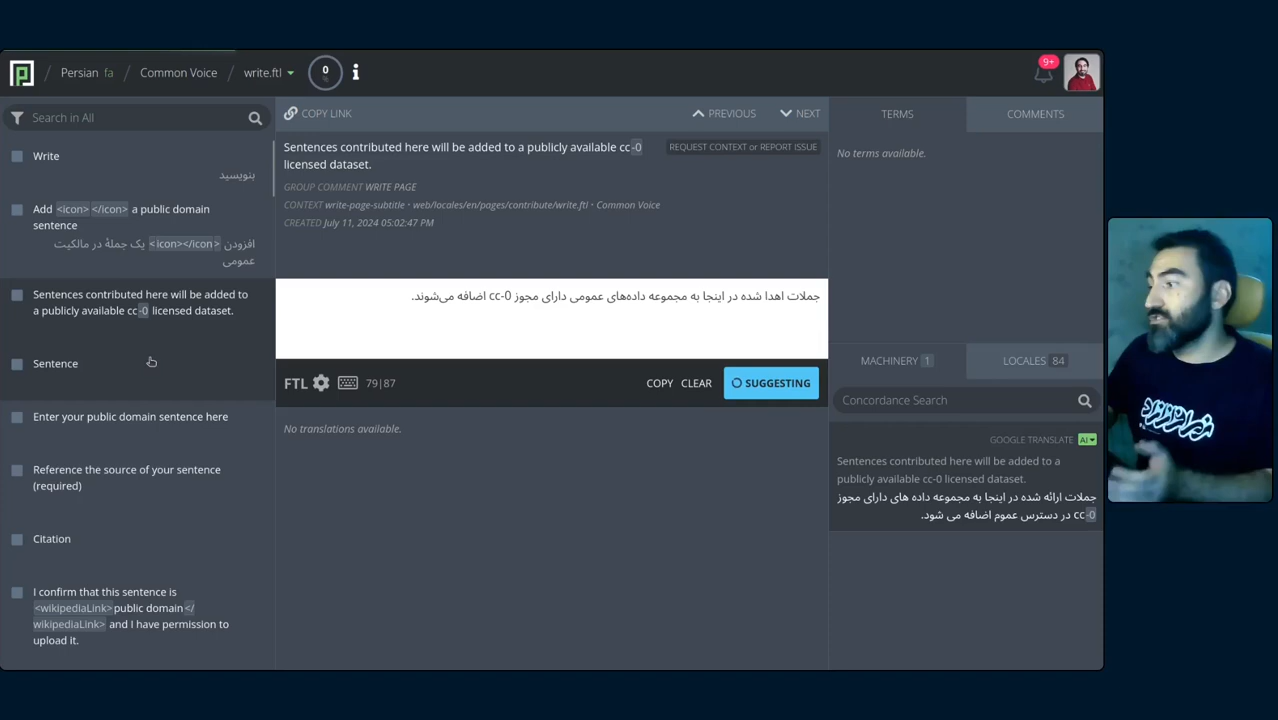 Persian fa / Common Voice / write.ftl
0
9+
Search in All
Write
بنویسید
Add <icon></icon> a public domain
sentence
افزودن <icon></icon> یک جملهٔ در مالکیت
عمومی
Sentences contributed here will be added to
a publicly available cc-0 licensed dataset.
Sentence
Enter your public domain sentence here
Reference the source of your sentence
(required)
Citation
I confirm that this sentence is
<wikipediaLink>public domain</
wikipediaLink> and I have permission to
upload it.
COPY LINK
PREVIOUS
NEXT
Sentences contributed here will be added to a publicly available cc-0
licensed dataset.
REQUEST CONTEXT or REPORT ISSUE
GROUP COMMENT WRITE PAGE
CONTEXT write-page-subtitle • web/locales/en/pages/contribute/write.ftl • Common Voice
CREATED July 11, 2024 05:02:47 PM
جملات اهدا شده در اینجا به مجموعه داده‌های عمومی دارای مجوز cc-0 اضافه می‌شوند.
FTL
79|87
COPY
CLEAR
SUGGESTING
No translations available.
TERMS
COMMENTS
No terms available.
MACHINERY 1
LOCALES 84
Concordance Search
GOOGLE TRANSLATE AI
Sentences contributed here will be added to a
publicly available cc-0 licensed dataset.
جملات ارائه شده در اینجا به مجموعه داده های دارای مجوز
cc-0 در دسترس عموم اضافه می شود.